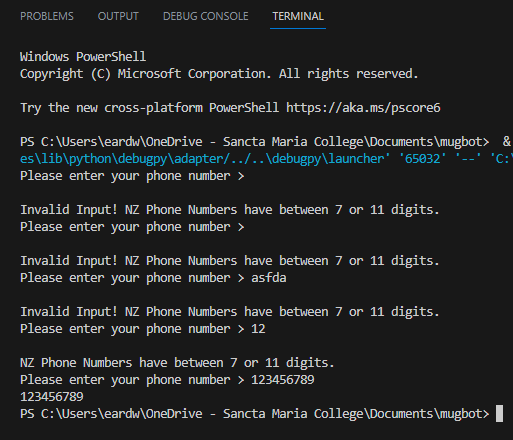 PROBLEMS OUTPUT DEBUG CONSOLE TERMINAL
Windows PowerShell
Copyright (C) Microsoft Corporation. All rights reserved.
Try the new cross-platform PowerShell https://aka.ms/pscore6
PS C:\Users\eardw\OneDrive - Sancta Maria College\Documents\mugbot> &
es\lib\python\debugpy\adapter/../..\debugpy\launcher' '65032' '--' 'C:\
Please enter your phone number >
Invalid Input! NZ Phone Numbers have between 7 or 11 digits.
Please enter your phone number >
Invalid Input! NZ Phone Numbers have between 7 or 11 digits.
Please enter your phone number > asfda
Invalid Input! NZ Phone Numbers have between 7 or 11 digits.
Please enter your phone number > 12
NZ Phone Numbers have between 7 or 11 digits.
Please enter your phone number > 123456789
123456789
PS C:\Users\eardw\OneDrive - Sancta Maria College\Documents\mugbot>